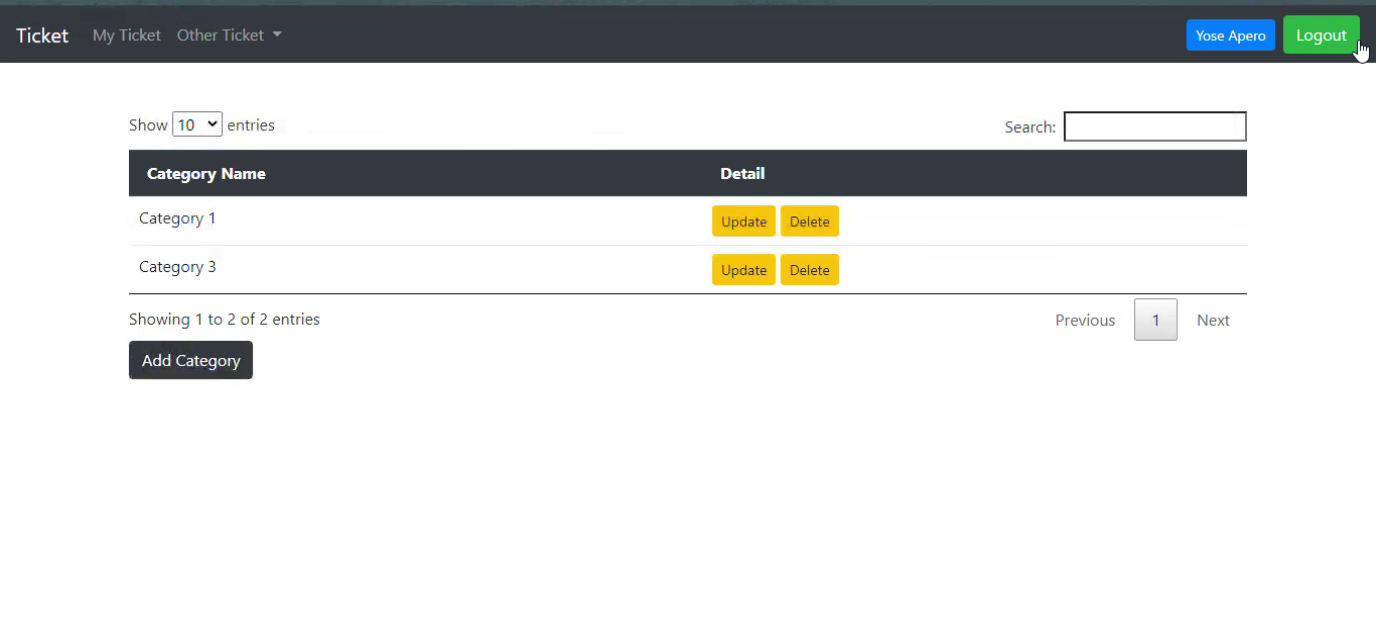 Ticket My Ticket Other Ticket Yose Apero Logout
Show 10 entries Search:
Category Name Detail
Category 1 Update Delete
Category 3 Update Delete
Showing 1 to 2 of 2 entries Previous 1 Next
Add Category